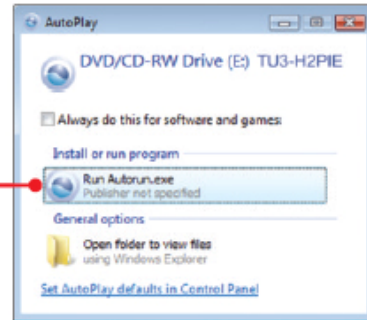 AutoPlay
DVD/CD-RW Drive (E:) TU3-H2PIE
Always do this for software and games:
Install or run program
Run Autorun.exe
Publisher not specified
General options
Open folder to view files
using Windows Explorer
Set AutoPlay defaults in Control Panel